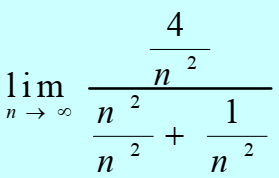 lim n → ∞ (4 / n²) / (n² / n² + 1 / n²)